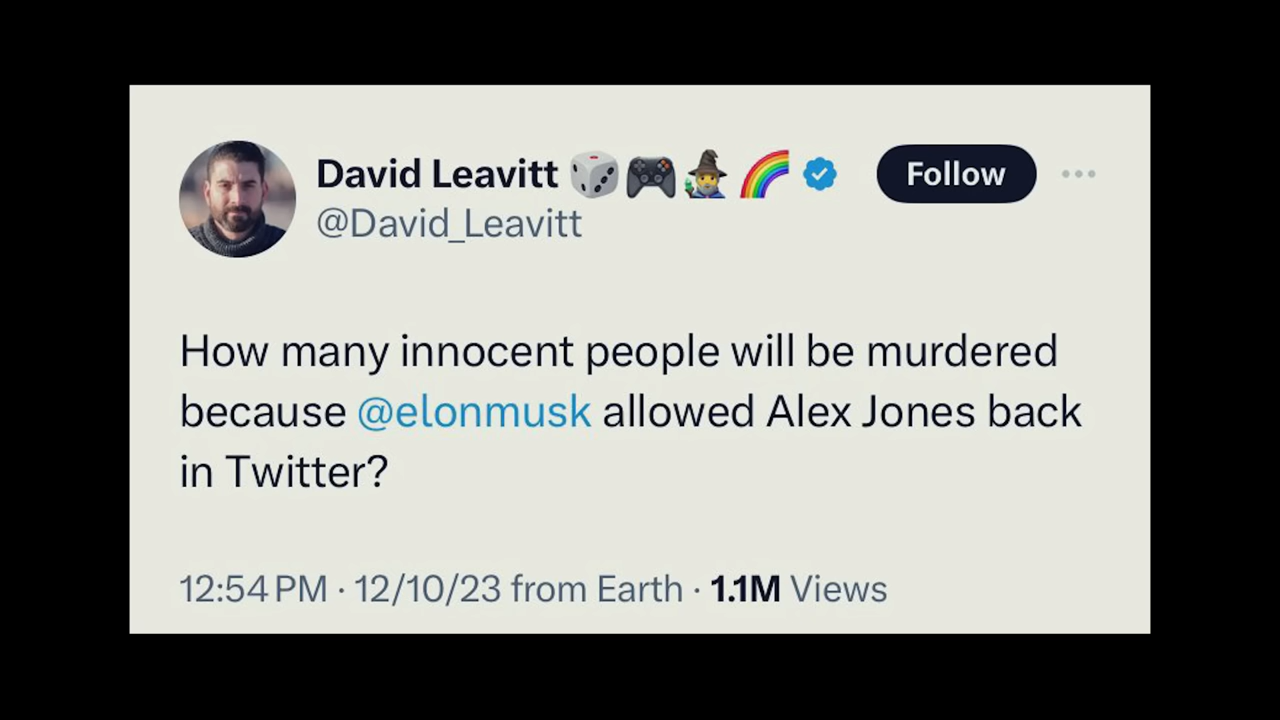 David Leavitt 🎲🎮🧙‍♂️🌈
Follow
@David_Leavitt
How many innocent people will be murdered
because @elonmusk allowed Alex Jones back
in Twitter?
12:54 PM · 12/10/23 from Earth · 1.1M Views